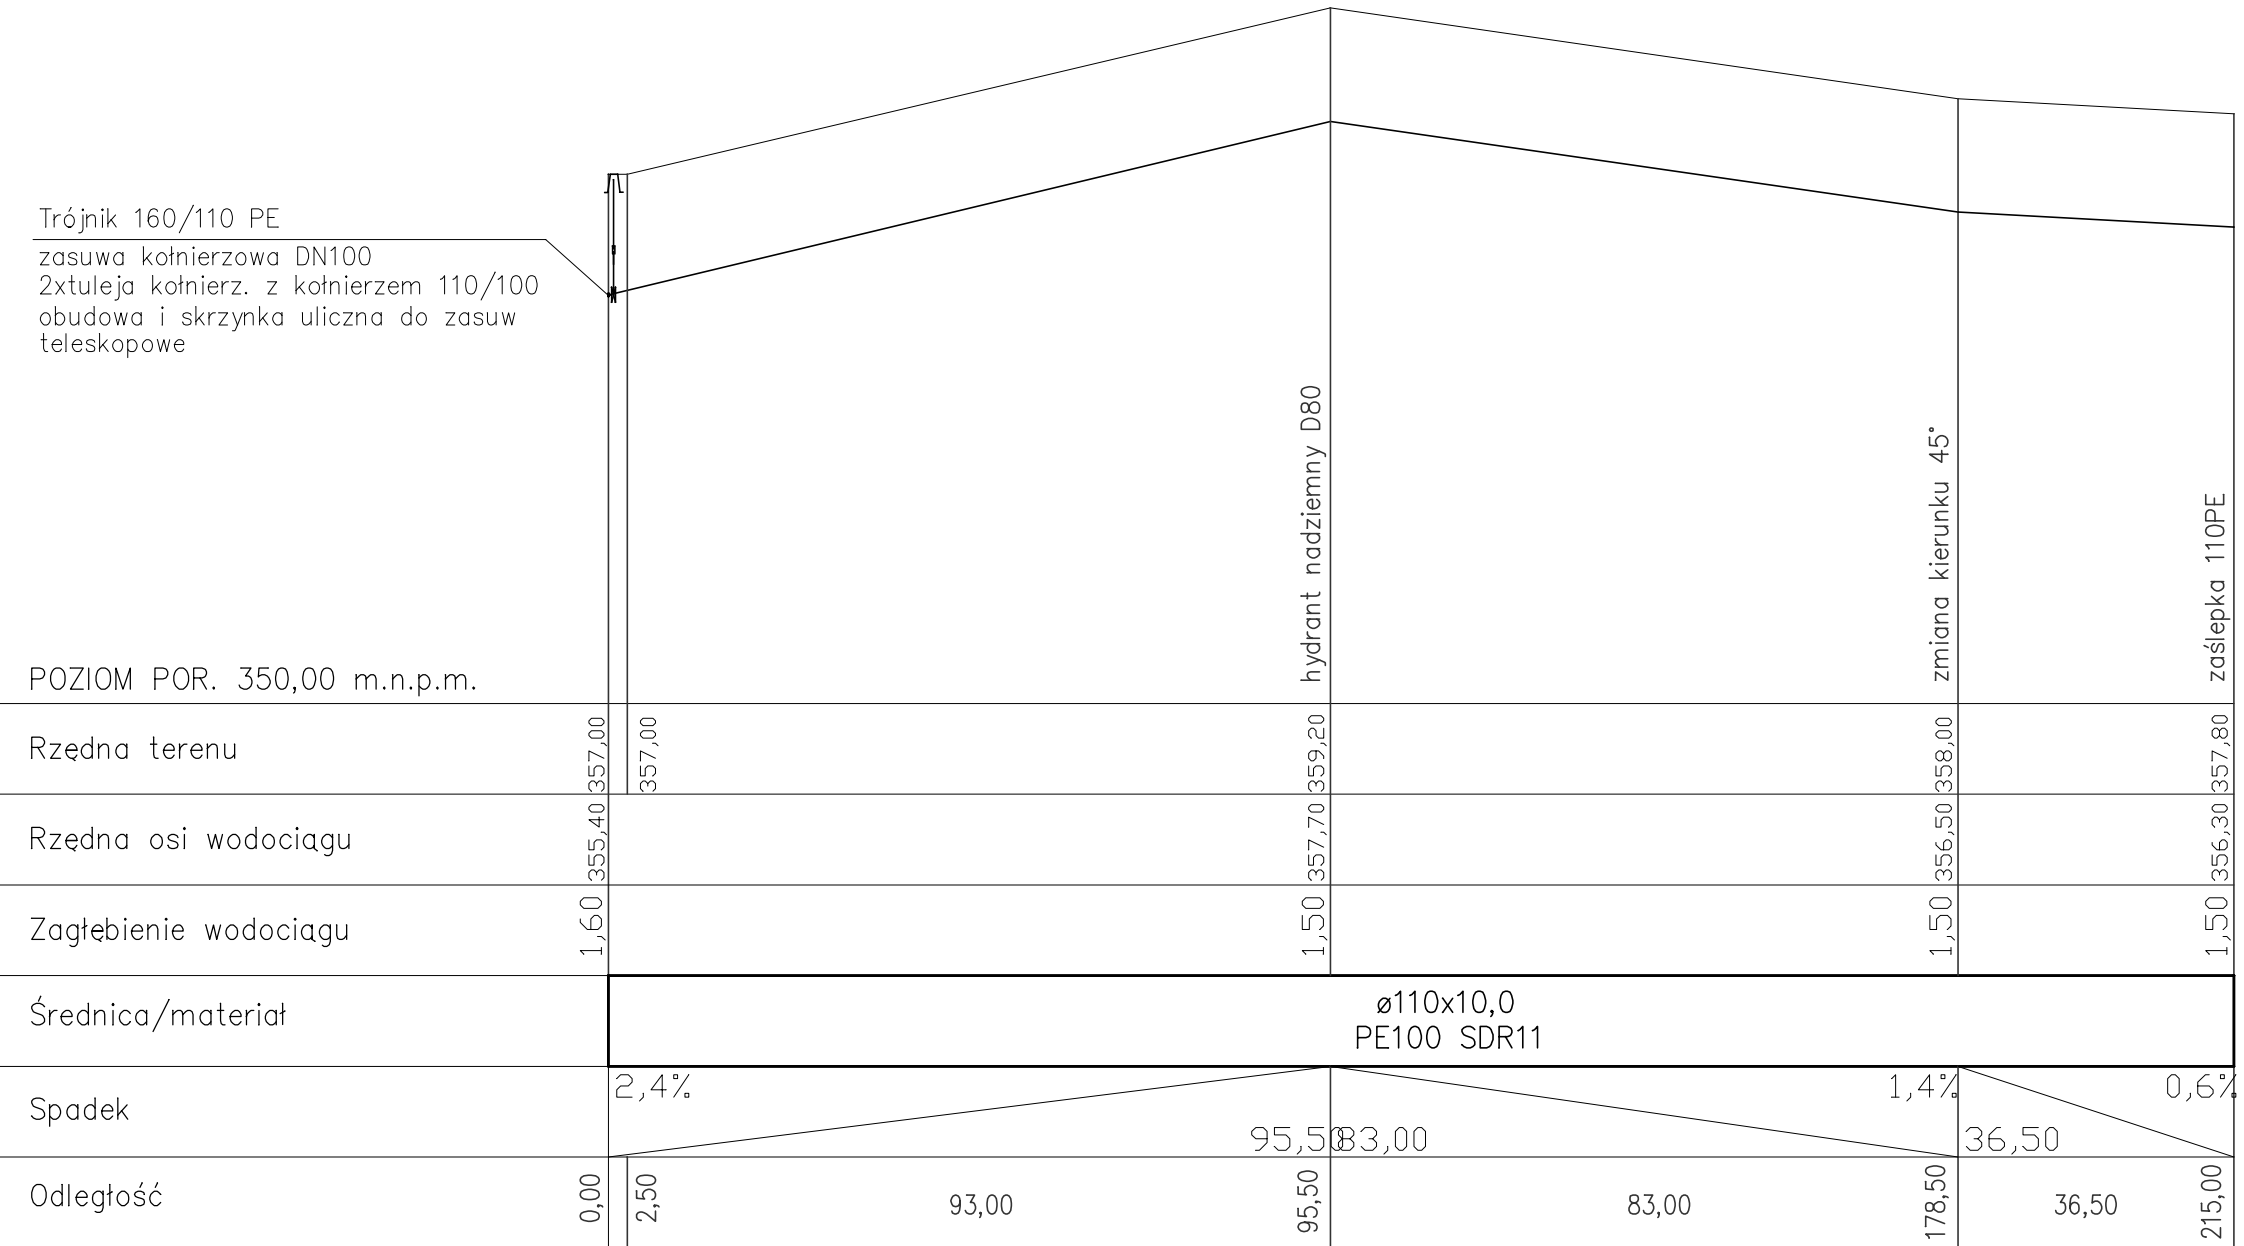 Trójnik 160/110 PE
zasuwa kołnierzowa DN100
2xtuleja kołnierz. z kołnierzem 110/100
obudowa i skrzynka uliczna do zasuw
teleskopowe
hydrant nadziemny D80
zmiana kierunku 45°
zaślepka 110PE
POZIOM POR. 350,00 m.n.p.m.
Rzędna terenu
357,00
357,00
359,20
358,00
357,80
Rzędna osi wodociągu
355,40
357,70
356,50
356,30
Zagłębienie wodociągu
1,60
1,50
1,50
1,50
Średnica/materiał
ø110x10,0
PE100 SDR11
Spadek
2,4%
95,50
83,00
1,4%
36,50
0,6%
Odległość
0,00
2,50
93,00
95,50
83,00
178,50
36,50
215,00